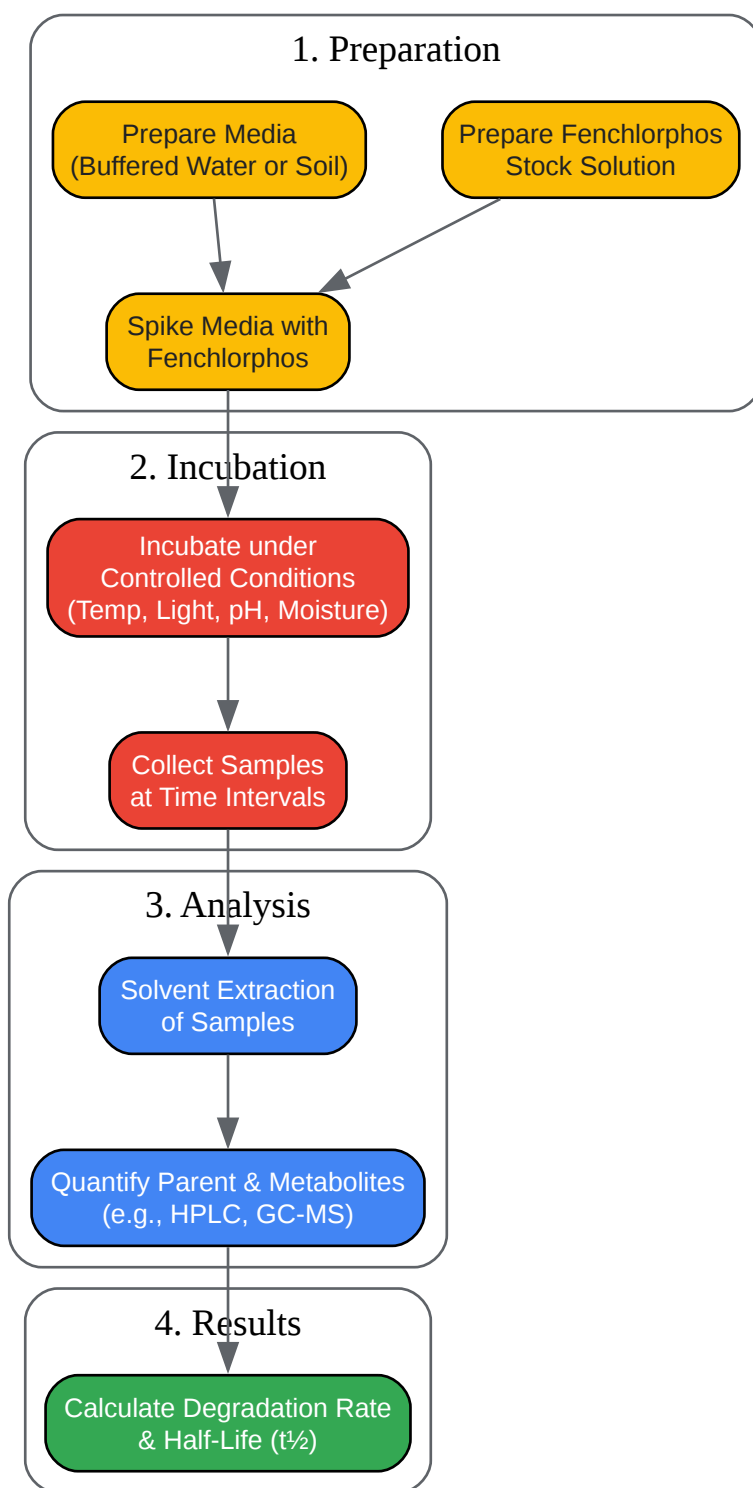 1. Preparation
Prepare Media
(Buffered Water or Soil)
Prepare Fenchlorphos
Stock Solution
Spike Media with
Fenchlorphos
2. Incubation
Incubate under
Controlled Conditions
(Temp, Light, pH, Moisture)
Collect Samples
at Time Intervals
3. Analysis
Solvent Extraction
of Samples
Quantify Parent & Metabolites
(e.g., HPLC, GC-MS)
4. Results
Calculate Degradation Rate
& Half-Life (t½)